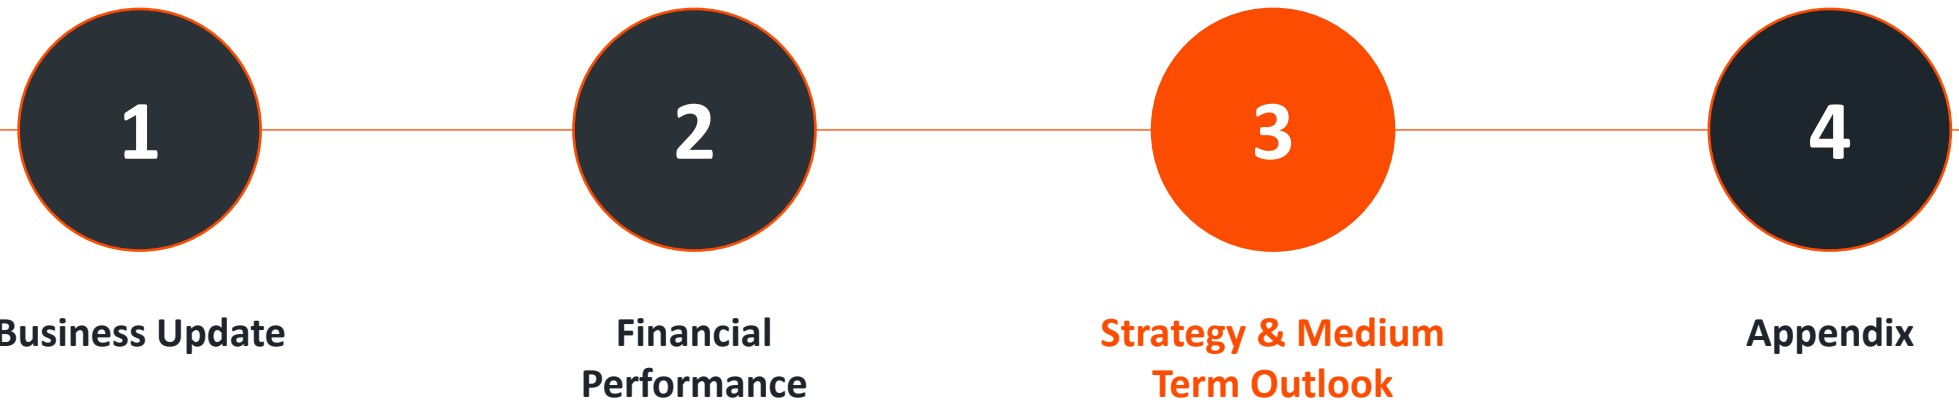 1
2
3
4
Business Update
Financial
Performance
Strategy & Medium
Term Outlook
Appendix